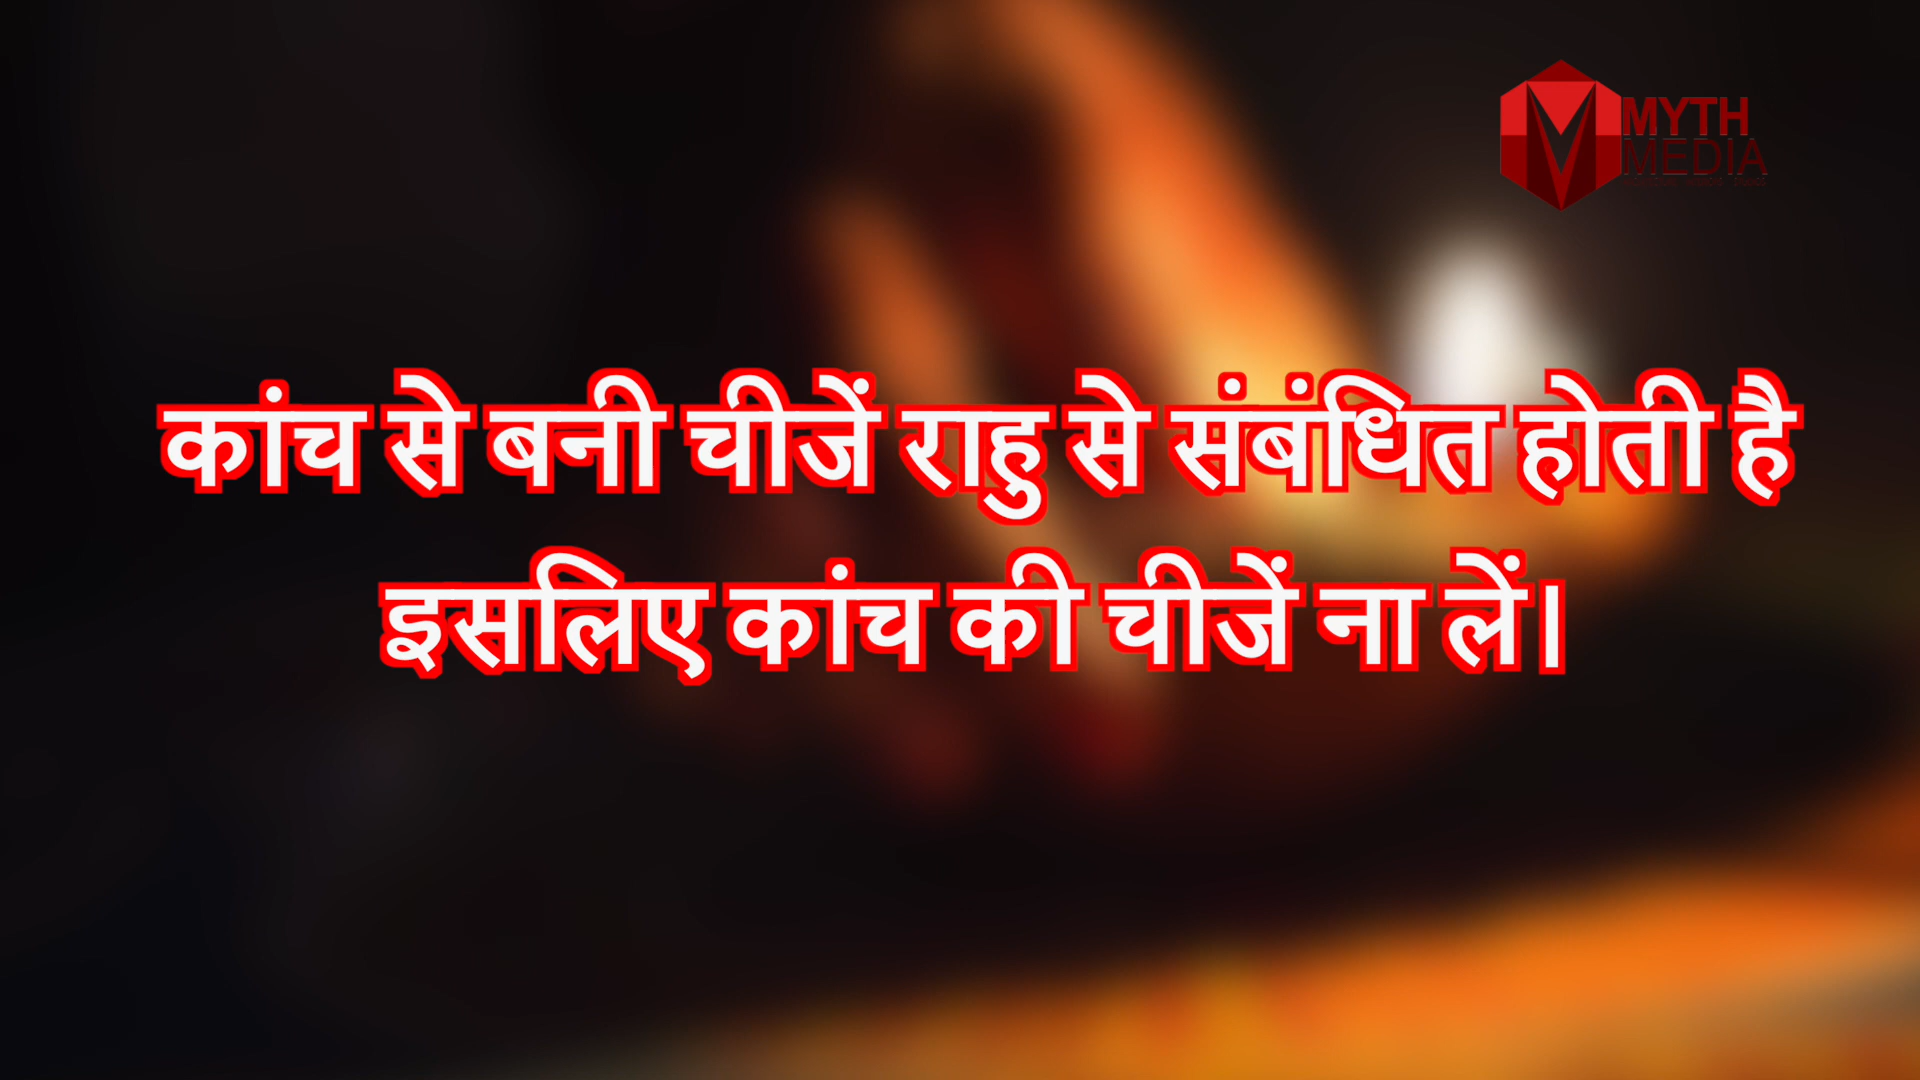 MYTH
MEDIA
कांच से बनी चीजें राहु से संबंधित होती है
इसलिए कांच की चीजें ना लें।